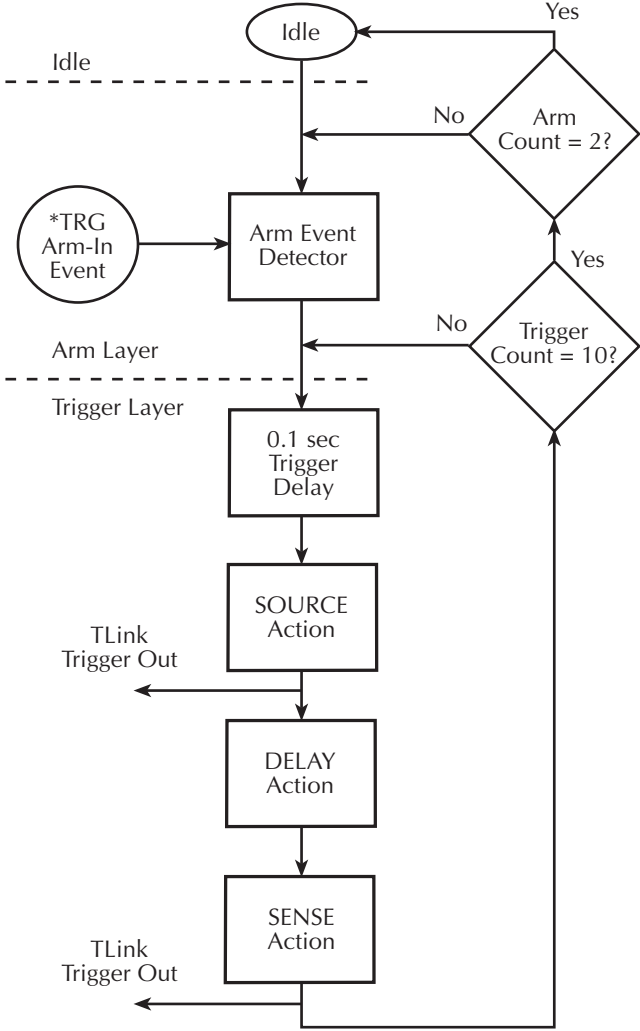 Idle
Yes
Idle
No
Arm
Count = 2?
*TRG
Arm-In
Event
Arm Event
Detector
Yes
No
Trigger
Count = 10?
Arm Layer
Trigger Layer
0.1 sec
Trigger
Delay
SOURCE
Action
TLink
Trigger Out
DELAY
Action
SENSE
Action
TLink
Trigger Out